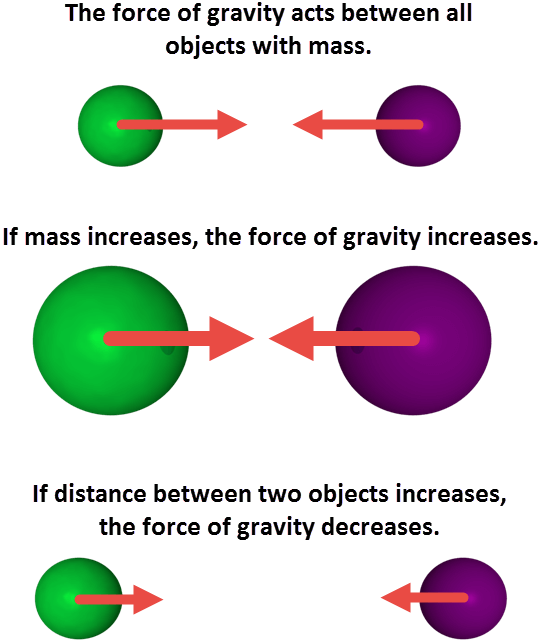 The force of gravity acts between all
objects with mass.
If mass increases, the force of gravity increases.
If distance between two objects increases,
the force of gravity decreases.